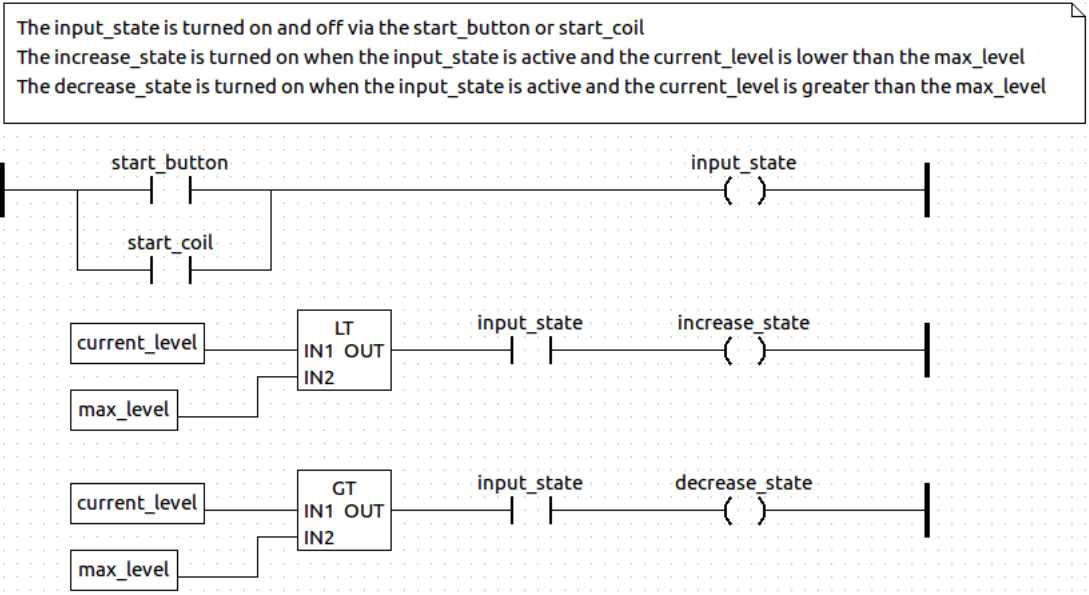 The input_state is turned on and off via the start_button or start_coil
The increase_state is turned on when the input_state is active and the current_level is lower than the max_level
The decrease_state is turned on when the input_state is active and the current_level is greater than the max_level
start_button
input_state
start_coil
current_level
LT
input_state
increase_state
IN1 OUT
IN2
max_level
current_level
GT
input_state
decrease_state
IN1 OUT
IN2
max_level